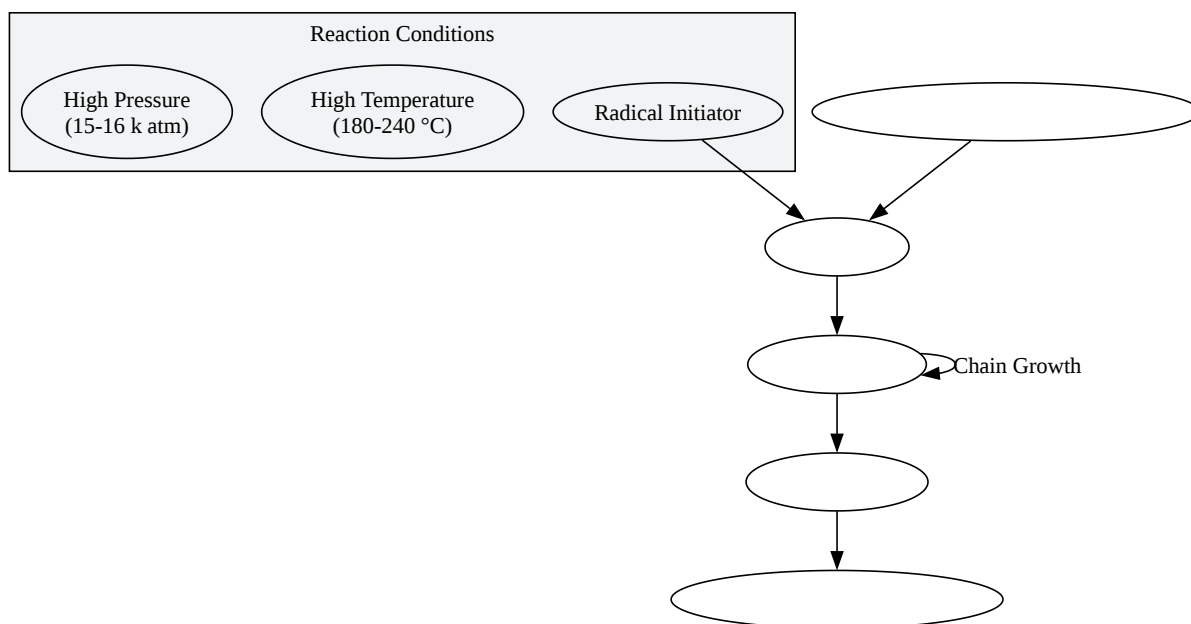 Reaction Conditions
High Pressure
(15-16 k atm)
High Temperature
(180-240 °C)
Radical Initiator
Chain Growth